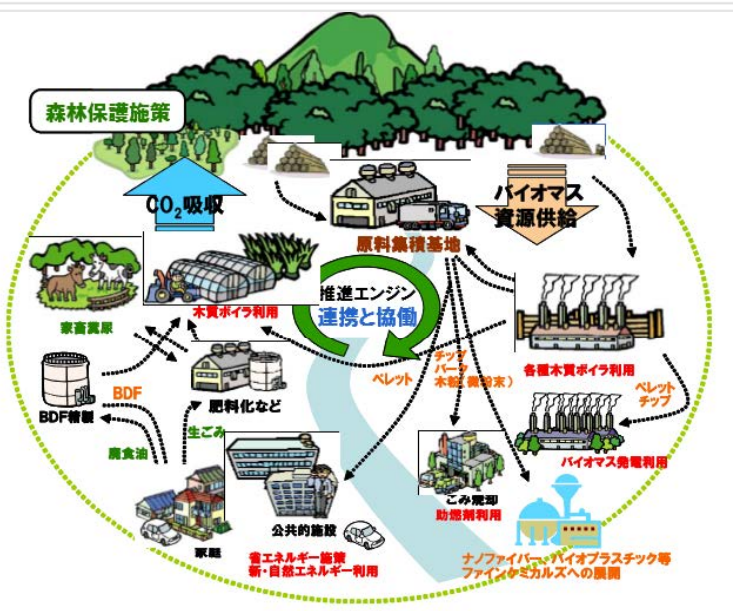 森林保護施策
CO₂吸収
バイオマス
資源供給
原料集積基地
推進エンジン
連携と協働
木質ボイラ利用
家畜糞尿
各種木質ボイラ利用
チップ
バーク
木粉(微粉末)
ペレット
ペレット
チップ
BDF
BDF精製
肥料化など
生ごみ
廃食油
バイオマス発電利用
ごみ焼却
助燃剤利用
公共的施設
家庭
省エネルギー施策
新・自然エネルギー利用
ナノファイバー・バイオプラスチック等
ファインケミカルズへの展開